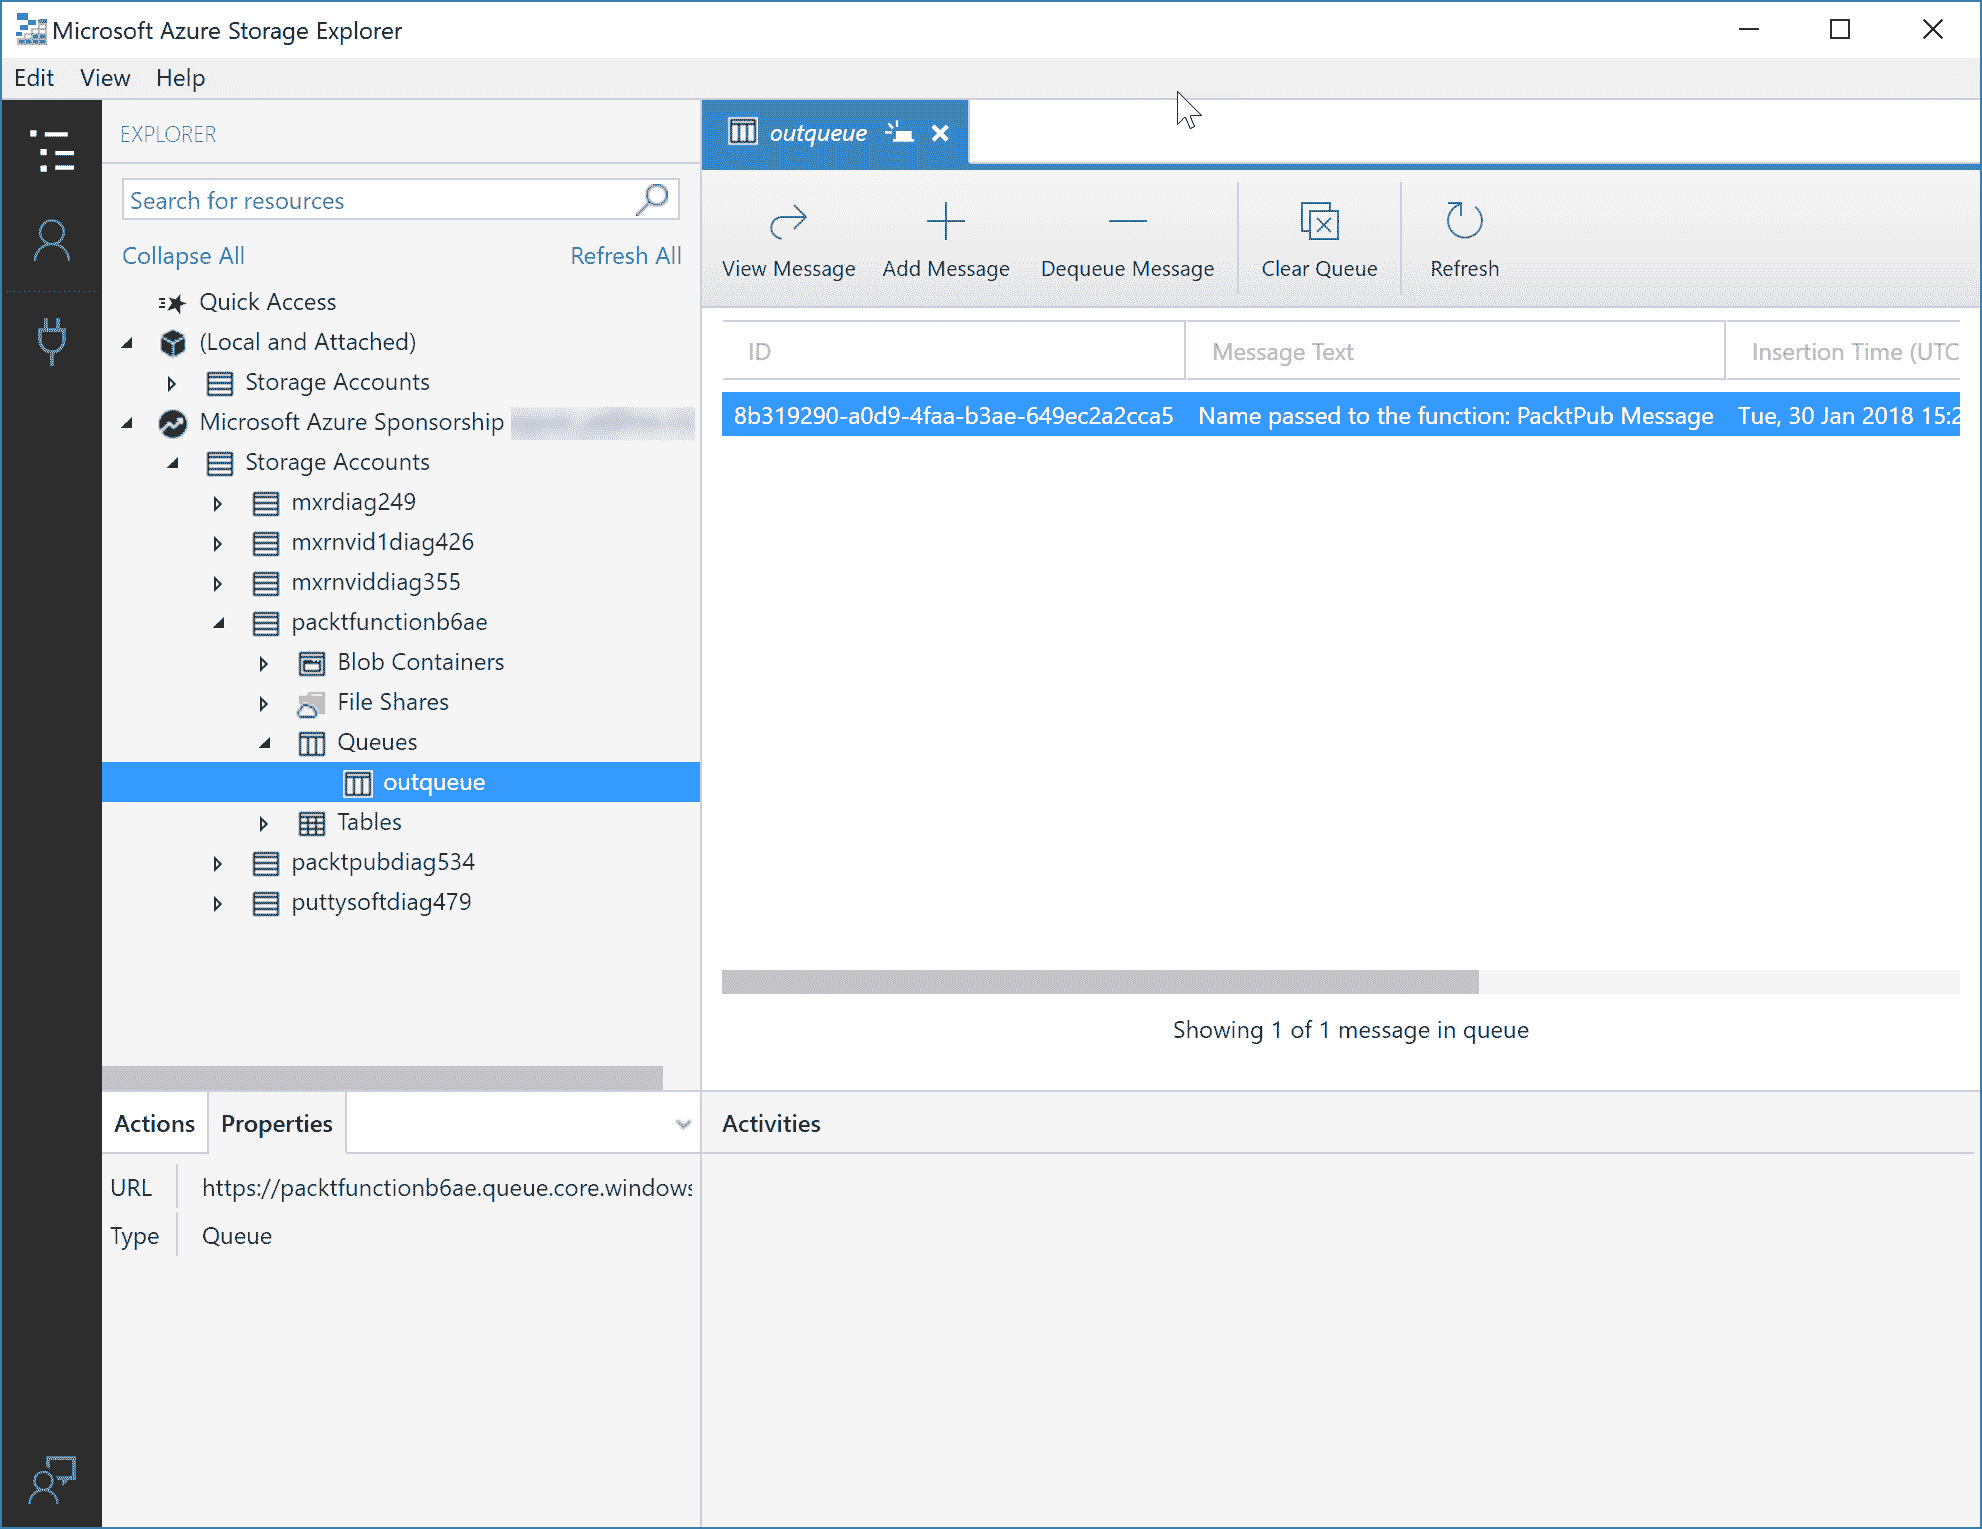 Microsoft Azure Storage Explorer
Edit View Help
EXPLORER
Search for resources
Collapse All Refresh All
Quick Access
(Local and Attached)
Storage Accounts
Microsoft Azure Sponsorship
Storage Accounts
mxrdiag249
mxrnvid1diag426
mxrnviddiag355
packtfunctionb6ae
Blob Containers
File Shares
Queues
outqueue
Tables
packtpubdiag534
puttysoftdiag479
Actions Properties
URL https://packtfunctionb6ae.queue.core.windows
Type Queue
outqueue
View Message Add Message Dequeue Message Clear Queue Refresh
ID Message Text Insertion Time (UTC
8b319290-a0d9-4faa-b3ae-649ec2a2cca5 Name passed to the function: PacktPub Message Tue, 30 Jan 2018 15:2
Showing 1 of 1 message in queue
Activities